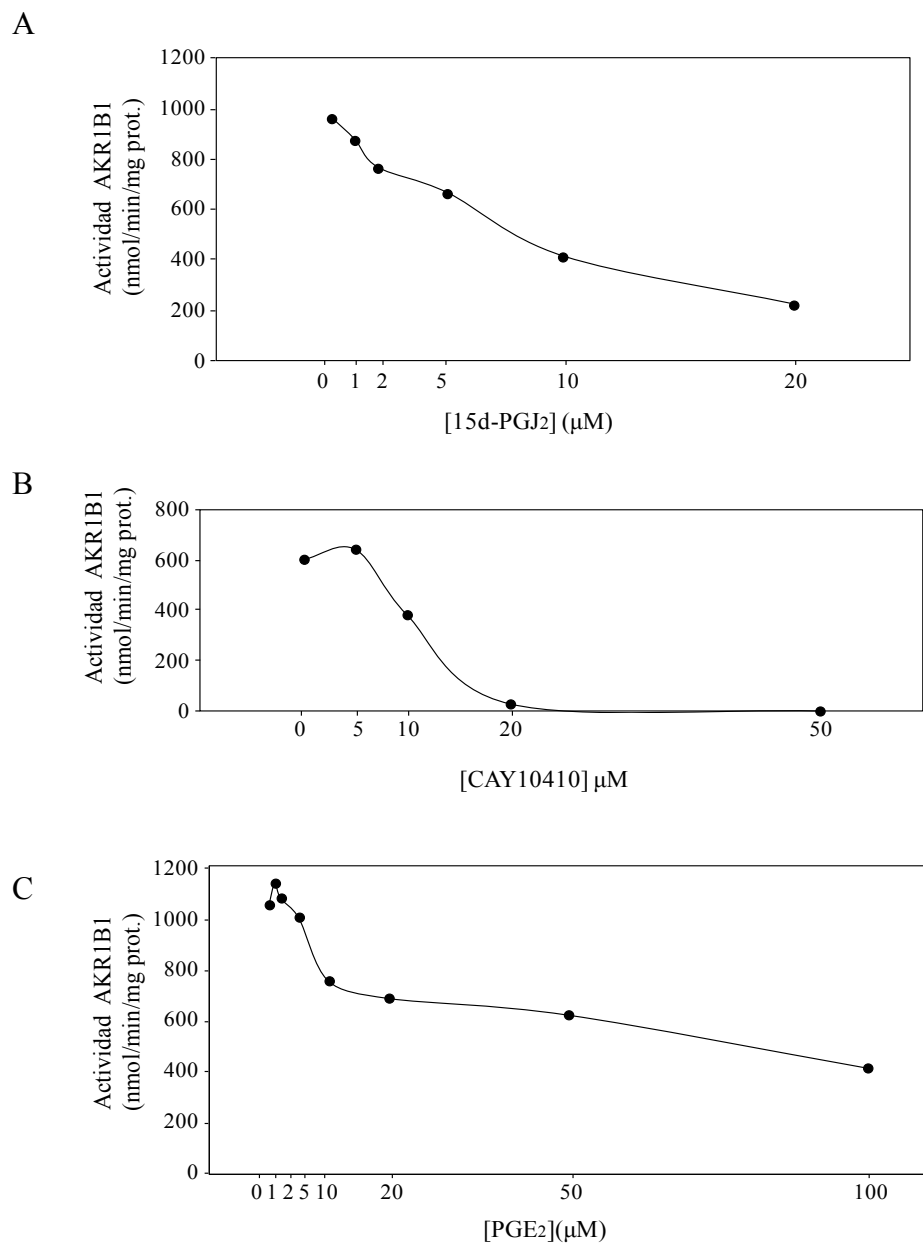 A
Actividad AKR1B1
(nmol/min/mg prot.)
1200
1000
800
600
400
200
0
0 1 2 5 10 20
[15d-PGJ2] (μM)
B
Actividad AKR1B1
(nmol/min/mg prot.)
800
600
400
200
0
0 5 10 20 50
[CAY10410] μM
C
Actividad AKR1B1
(nmol/min/mg prot.)
1200
1000
800
600
400
200
0
0 1 2 5 10 20 50 100
[PGE2](μM)